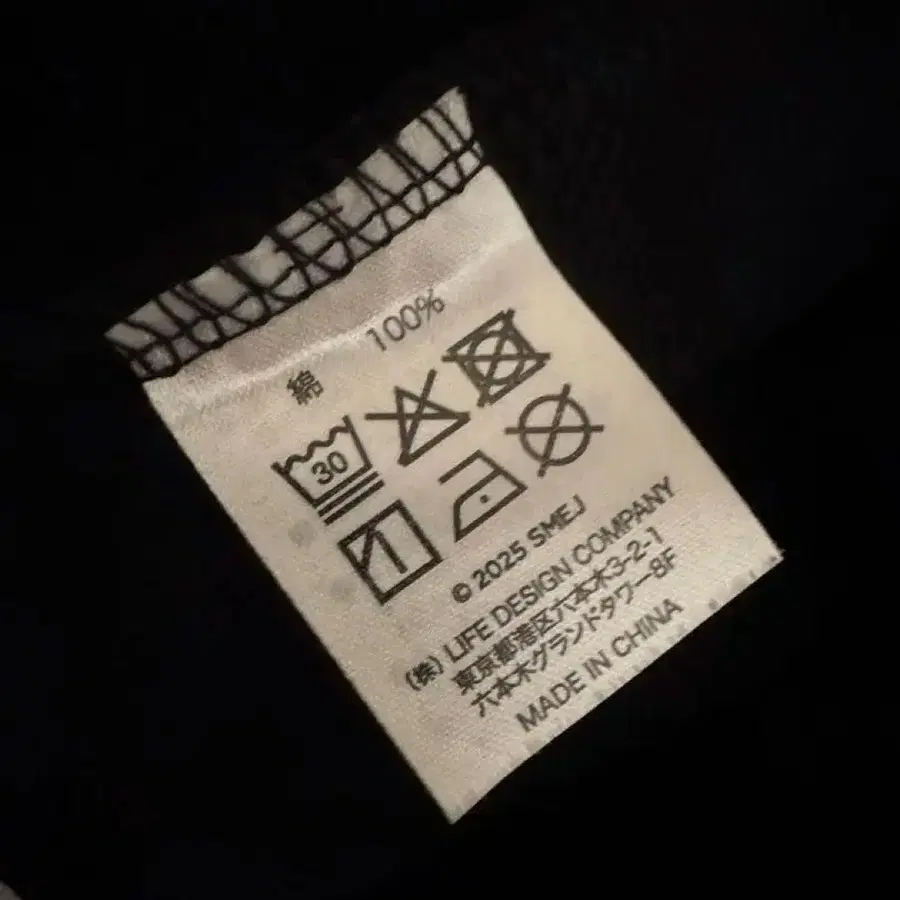 綿 100%
30
© 2025 SMEJ
(株) LIFE DESIGN COMPANY
東京都港区六本木3-2-1
六本木グランドタワー8F
MADE IN CHINA